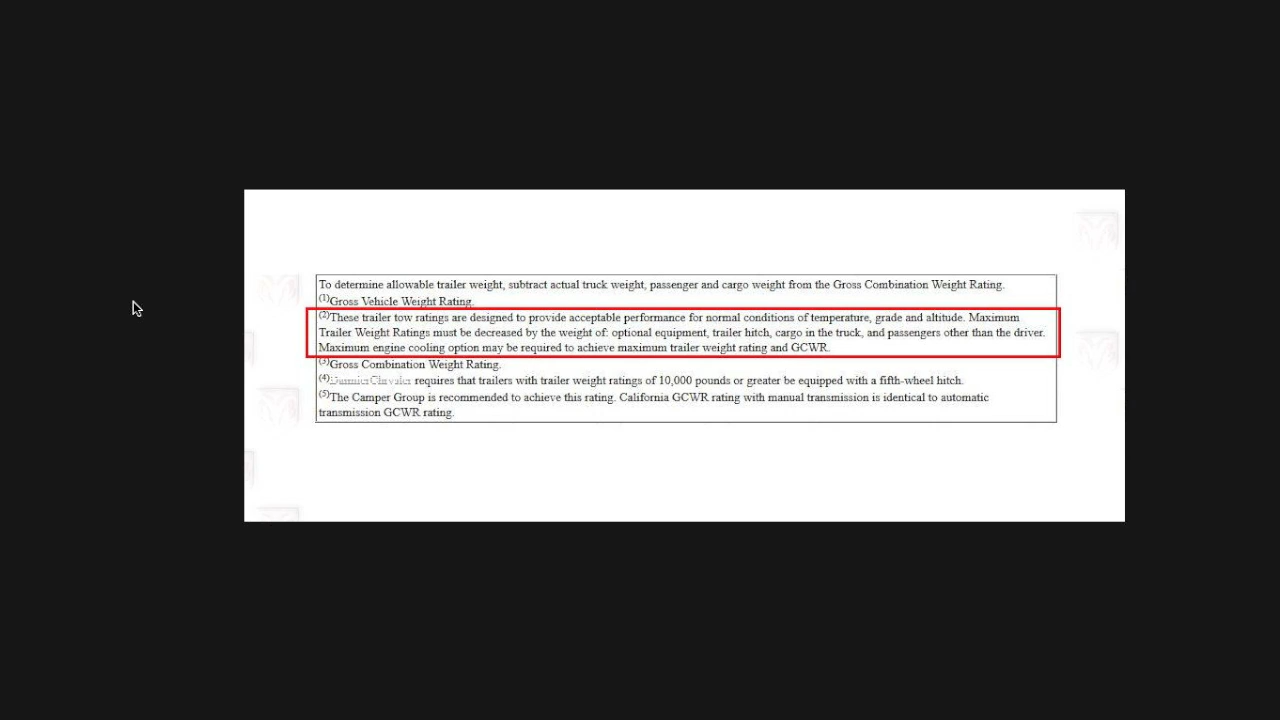 To determine allowable trailer weight, subtract actual truck weight, passenger and cargo weight from the Gross Combination Weight Rating.
(1)Gross Vehicle Weight Rating.
(2)These trailer tow ratings are designed to provide acceptable performance for normal conditions of temperature, grade and altitude. Maximum
Trailer Weight Ratings must be decreased by the weight of: optional equipment, trailer hitch, cargo in the truck, and passengers other than the driver.
Maximum engine cooling option may be required to achieve maximum trailer weight rating and GCWR.
(3)Gross Combination Weight Rating.
(4) requires that trailers with trailer weight ratings of 10,000 pounds or greater be equipped with a fifth-wheel hitch.
(5)The Camper Group is recommended to achieve this rating. California GCWR rating with manual transmission is identical to automatic
transmission GCWR rating.